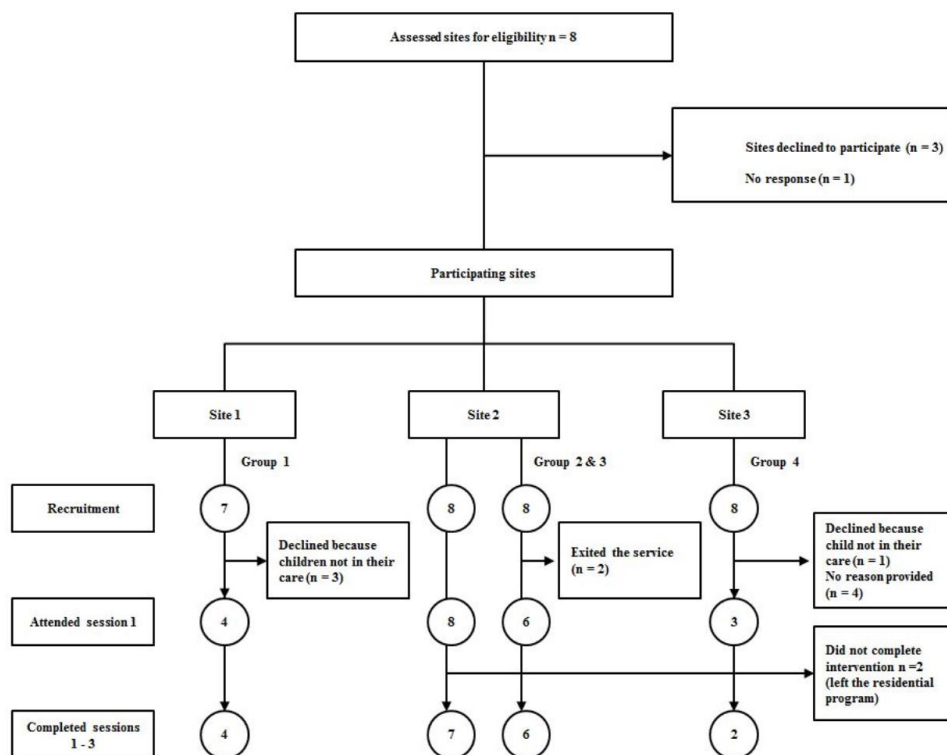 Assessed sites for eligibility n = 8
Sites declined to participate (n = 3)
No response (n = 1)
Participating sites
Site 1
Site 2
Site 3
Group 1
Group 2 & 3
Group 4
Recruitment
7
8
8
8
Declined because
children not in their
care (n = 3)
Exited the service
(n = 2)
Declined because
child not in their
care (n = 1)
No reason provided
(n = 4)
Attended session 1
4
8
6
3
Did not complete
intervention n =2
(left the residential
program)
Completed sessions
1 - 3
4
7
6
2